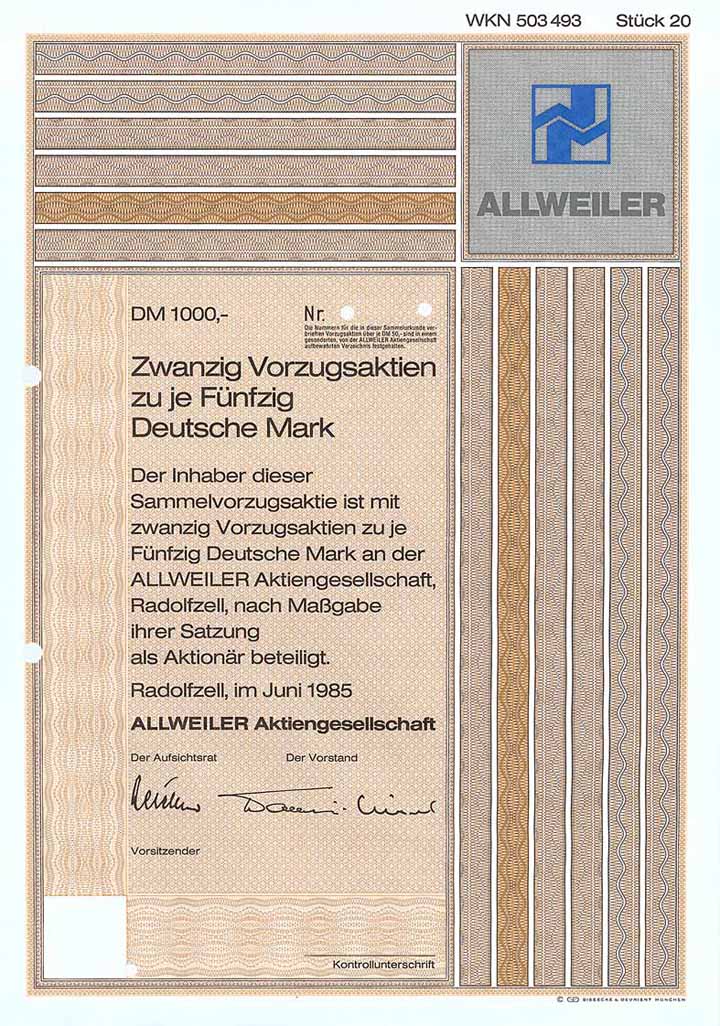 WKN 503 493 Stück 20
ALLWEILER
DM 1000,- Nr.
Die Nummern für die in dieser Sammelurkunde ver-
brieften Vorzugsaktien über je DM 50,- sind in einem
gesonderten, von der ALLWEILER Aktiengesellschaft
aufbewahrten Verzeichnis festgehalten.
Zwanzig Vorzugsaktien
zu je Fünfzig
Deutsche Mark
Der Inhaber dieser
Sammelvorzugsaktie ist mit
zwanzig Vorzugsaktien zu je
Fünfzig Deutsche Mark an der
ALLWEILER Aktiengesellschaft,
Radolfzell, nach Maßgabe
ihrer Satzung
als Aktionär beteiligt.
Radolfzell, im Juni 1985
ALLWEILER Aktiengesellschaft
Der Aufsichtsrat Der Vorstand
Vorsitzender
Kontrollunterschrift
© GD GIESECKE & DEVRIENT MÜNCHEN